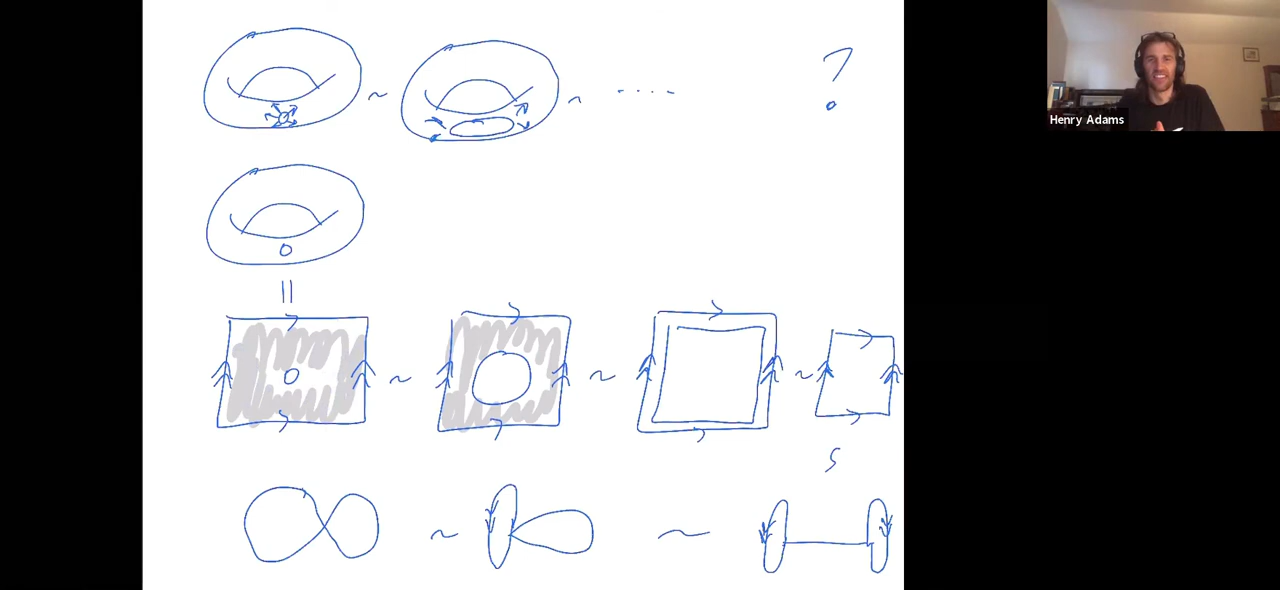 ~ ~ .... ?
Henry Adams
||
~ ~ ~
~ ~